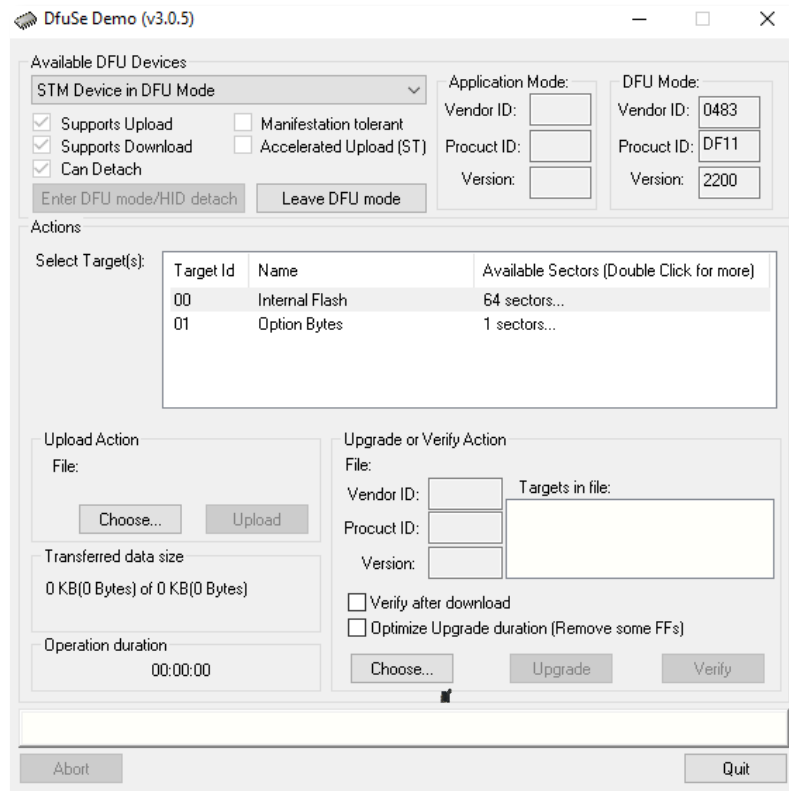 DfuSe Demo (v3.0.5)
Available DFU Devices
STM Device in DFU Mode
Supports Upload
Manifestation tolerant
Supports Download
Accelerated Upload (ST)
Can Detach
Enter DFU mode/HID detach
Leave DFU mode
Application Mode:
Vendor ID:
Procuct ID:
Version:
DFU Mode:
Vendor ID: 0483
Procuct ID: DF11
Version: 2200
Actions
Select Target(s):
Target Id Name Available Sectors (Double Click for more)
00 Internal Flash 64 sectors...
01 Option Bytes 1 sectors...
Upload Action
File:
Choose... Upload
Transferred data size
0 KB(0 Bytes) of 0 KB(0 Bytes)
Operation duration
00:00:00
Upgrade or Verify Action
File:
Vendor ID:
Procuct ID:
Version:
Targets in file:
Verify after download
Optimize Upgrade duration (Remove some FFs)
Choose... Upgrade Verify
Abort Quit